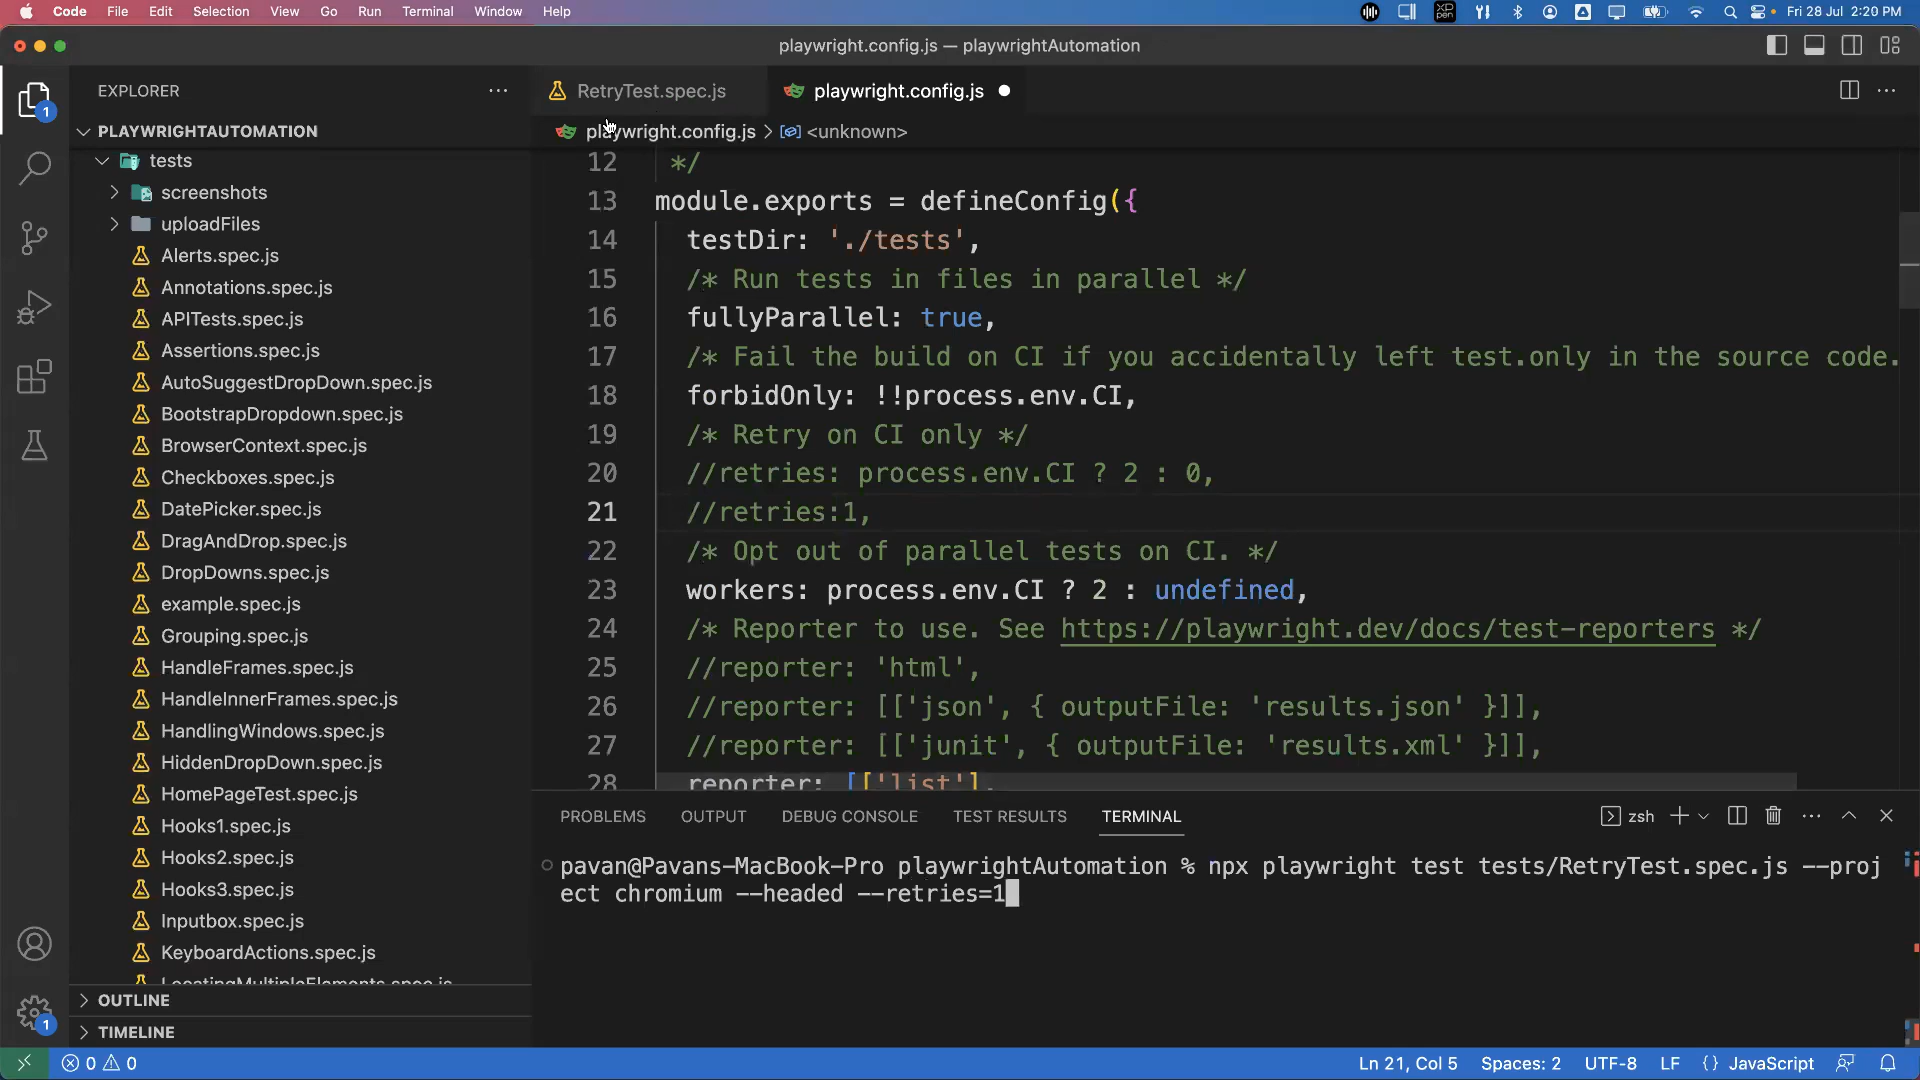 Code File Edit Selection View Go Run Terminal Window Help
XP PEN
Fri 28 Jul 2:20 PM
playwright.config.js — playwrightAutomation
EXPLORER
1
PLAYWRIGHTAUTOMATION
tests
screenshots
uploadFiles
Alerts.spec.js
Annotations.spec.js
APITests.spec.js
Assertions.spec.js
AutoSuggestDropDown.spec.js
BootstrapDropdown.spec.js
BrowserContext.spec.js
Checkboxes.spec.js
DatePicker.spec.js
DragAndDrop.spec.js
DropDowns.spec.js
example.spec.js
Grouping.spec.js
HandleFrames.spec.js
HandleInnerFrames.spec.js
HandlingWindows.spec.js
HiddenDropDown.spec.js
HomePageTest.spec.js
Hooks1.spec.js
Hooks2.spec.js
Hooks3.spec.js
Inputbox.spec.js
KeyboardActions.spec.js
LocatingMultipleElements.spec.js
OUTLINE
TIMELINE
1
RetryTest.spec.js
playwright.config.js
playwright.config.js > <unknown>
12 */
13 module.exports = defineConfig({
14 testDir: './tests',
15 /* Run tests in files in parallel */
16 fullyParallel: true,
17 /* Fail the build on CI if you accidentally left test.only in the source code.
18 forbidOnly: !!process.env.CI,
19 /* Retry on CI only */
20 //retries: process.env.CI ? 2 : 0,
21 //retries:1,
22 /* Opt out of parallel tests on CI. */
23 workers: process.env.CI ? 2 : undefined,
24 /* Reporter to use. See https://playwright.dev/docs/test-reporters */
25 //reporter: 'html',
26 //reporter: [['json', { outputFile: 'results.json' }]],
27 //reporter: [['junit', { outputFile: 'results.xml' }]],
28 reporter: [['list'],
PROBLEMS OUTPUT DEBUG CONSOLE TEST RESULTS TERMINAL
zsh
pavan@Pavans-MacBook-Pro playwrightAutomation % npx playwright test tests/RetryTest.spec.js --proj
ect chromium --headed --retries=1
0 0
Ln 21, Col 5 Spaces: 2 UTF-8 LF {} JavaScript